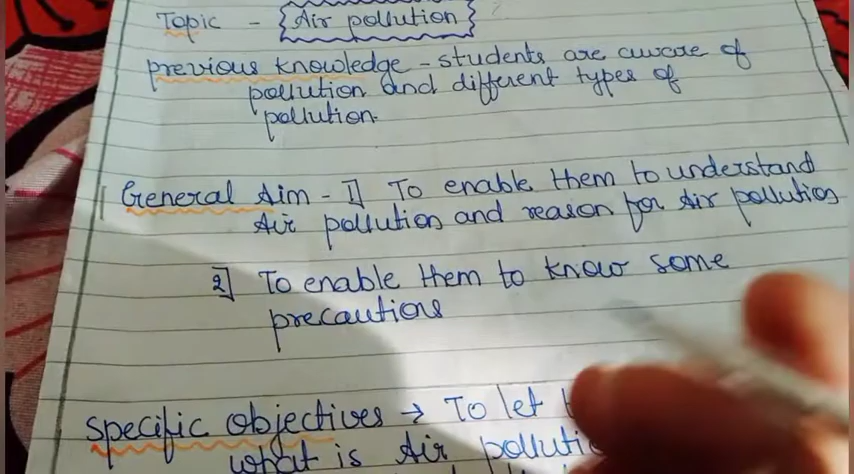 Topic - {Air pollution}
previous knowledge - students are aware of
pollution and different types of
pollution.
General Aim - 1] To enable them to understand
Air pollution and reason for Air pollution
2] To enable them to know some
precautions
specific objectives → To let
what is Air polluti